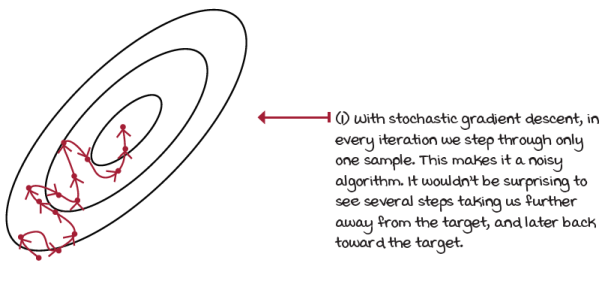 (1) With stochastic gradient descent, in
every iteration we step through only
one sample. This makes it a noisy
algorithm. It wouldn't be surprising to
see several steps taking us further
away from the target, and later back
toward the target.